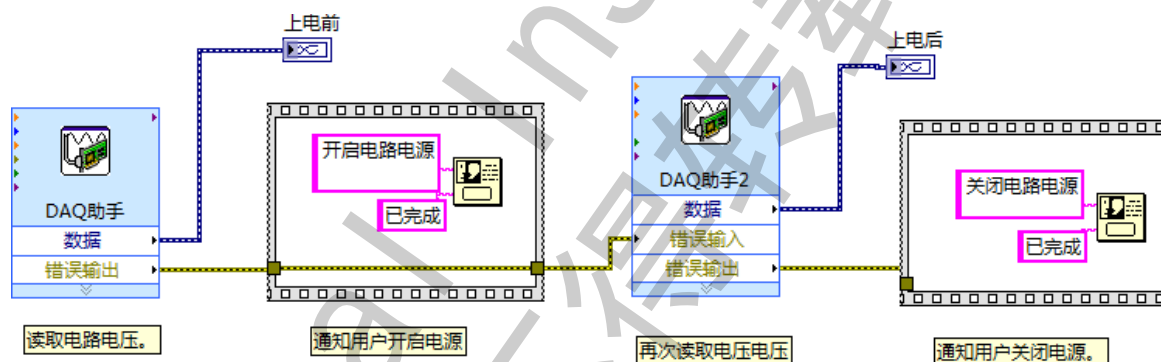 上电前
DAQ助手
数据
错误输出
读取电路电压。
开启电路电源
已完成
通知用户开启电源
上电后
DAQ助手2
数据
错误输入
错误输出
再次读取电压电压
关闭电路电源
已完成
通知用户关闭电源。